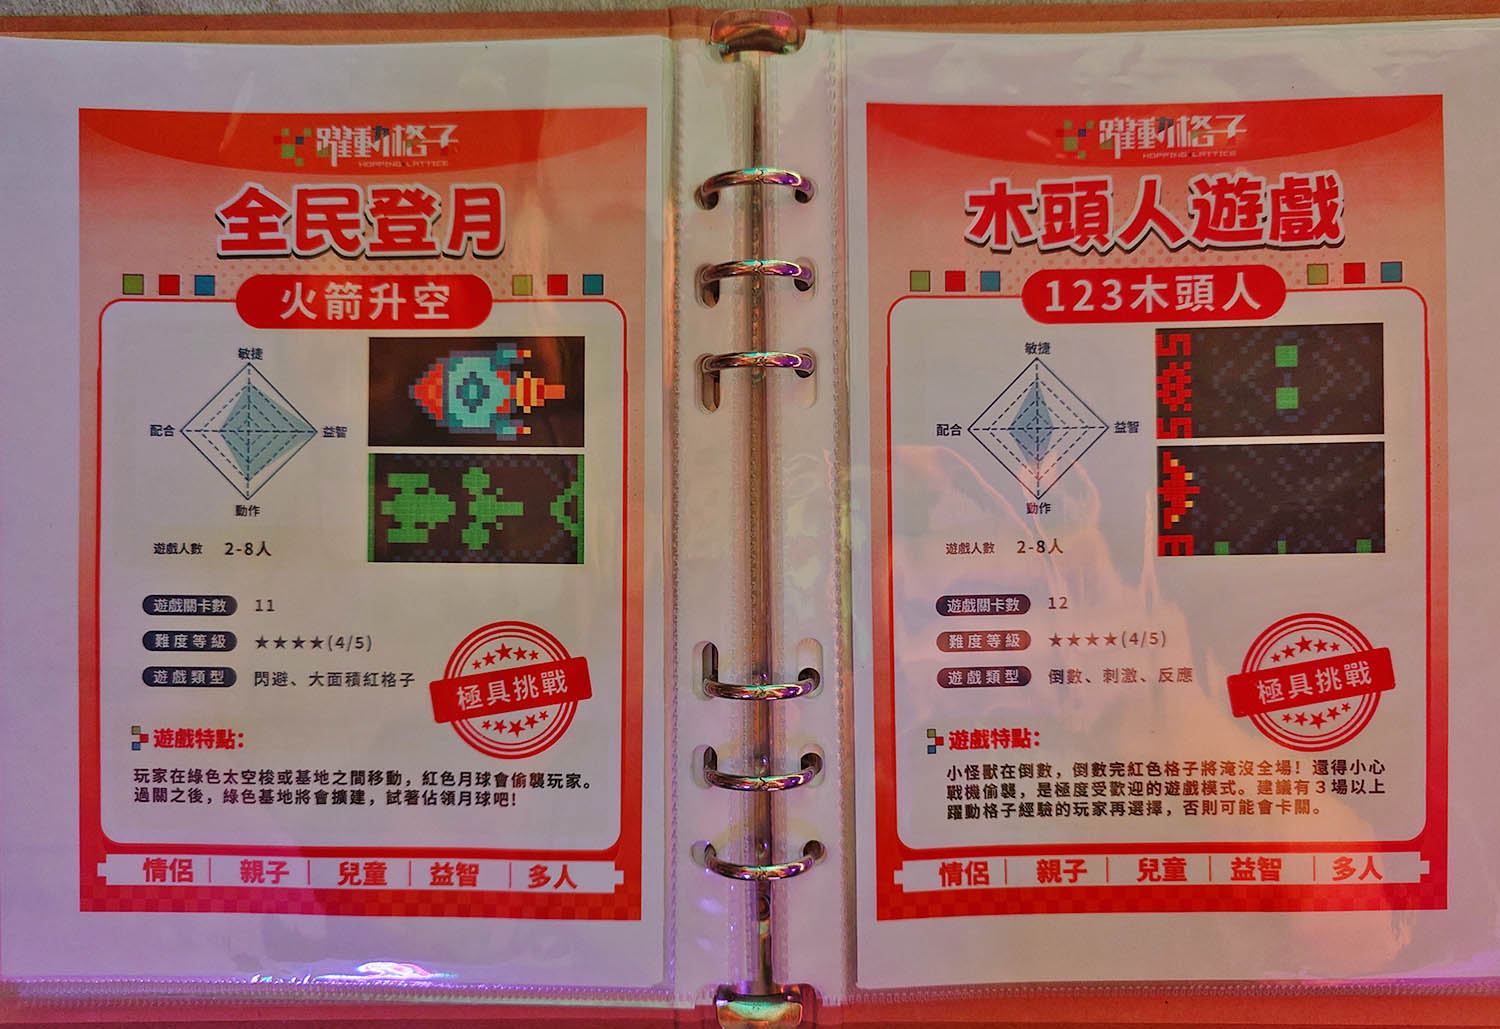 躍動格子
HOPPING LATTICE
全民登月
火箭升空
敏捷
配合
益智
動作
遊戲人數 2-8人
遊戲關卡數 11
難度等級 ★★★★(4/5)
遊戲類型 閃避、大面積紅格子
極具挑戰
遊戲特點:
玩家在綠色太空梭或基地之間移動，紅色月球會偷襲玩家。
過關之後，綠色基地將會擴建，試著佔領月球吧!
情侶 | 親子 | 兒童 | 益智 | 多人
躍動格子
HOPPING LATTICE
木頭人遊戲
123木頭人
敏捷
配合
益智
動作
遊戲人數 2-8人
遊戲關卡數 12
難度等級 ★★★★(4/5)
遊戲類型 倒數、刺激、反應
極具挑戰
遊戲特點:
小怪獸在倒數，倒數完紅色格子將淹沒全場！還得小心
戰機偷襲，是極度受歡迎的遊戲模式。建議有3場以上
躍動格子經驗的玩家再選擇，否則可能會卡關。
情侶 | 親子 | 兒童 | 益智 | 多人